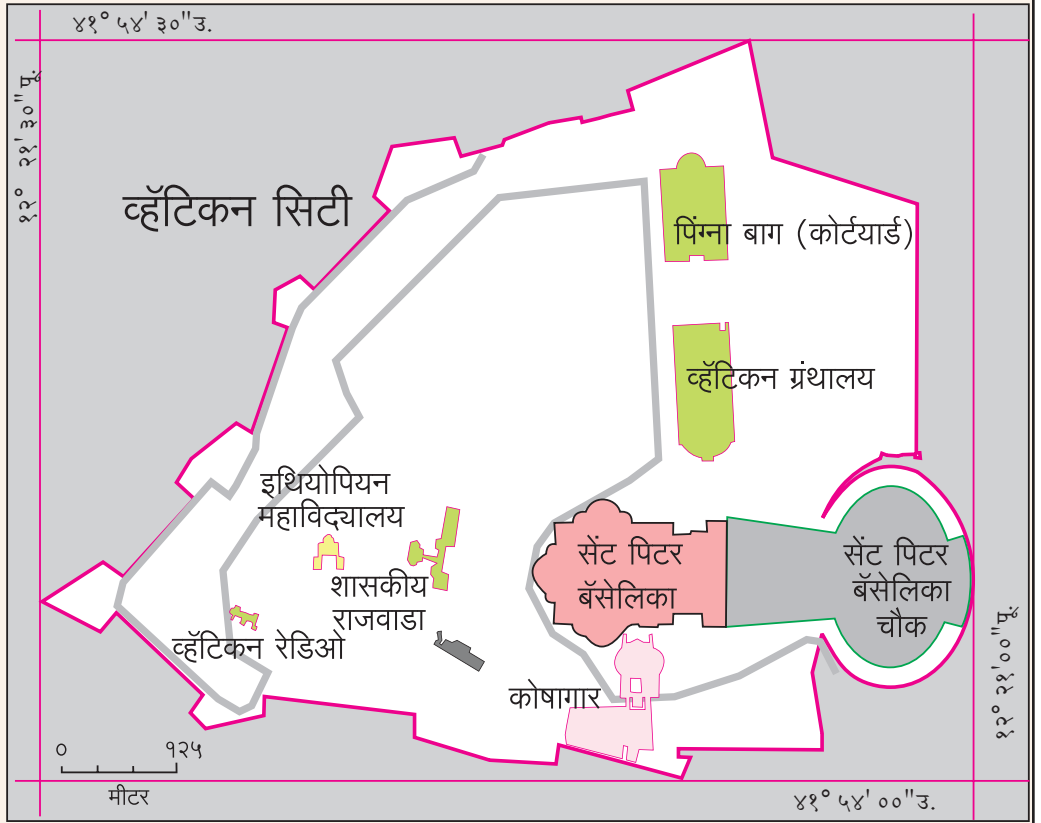 ४१° ५४' ३०"उ.
१२° २१' ३०"पू.
व्हॅटिकन सिटी
पिंग्ना बाग (कोर्टयार्ड)
व्हॅटिकन ग्रंथालय
इथियोपियन
महाविद्यालय
शासकीय
राजवाडा
व्हॅटिकन रेडिओ
सेंट पिटर
बॅसेलिका
सेंट पिटर
बॅसेलिका
चौक
कोषागार
१२° २१'००"पू.
० १२५
मीटर
४१° ५४' ००"उ.